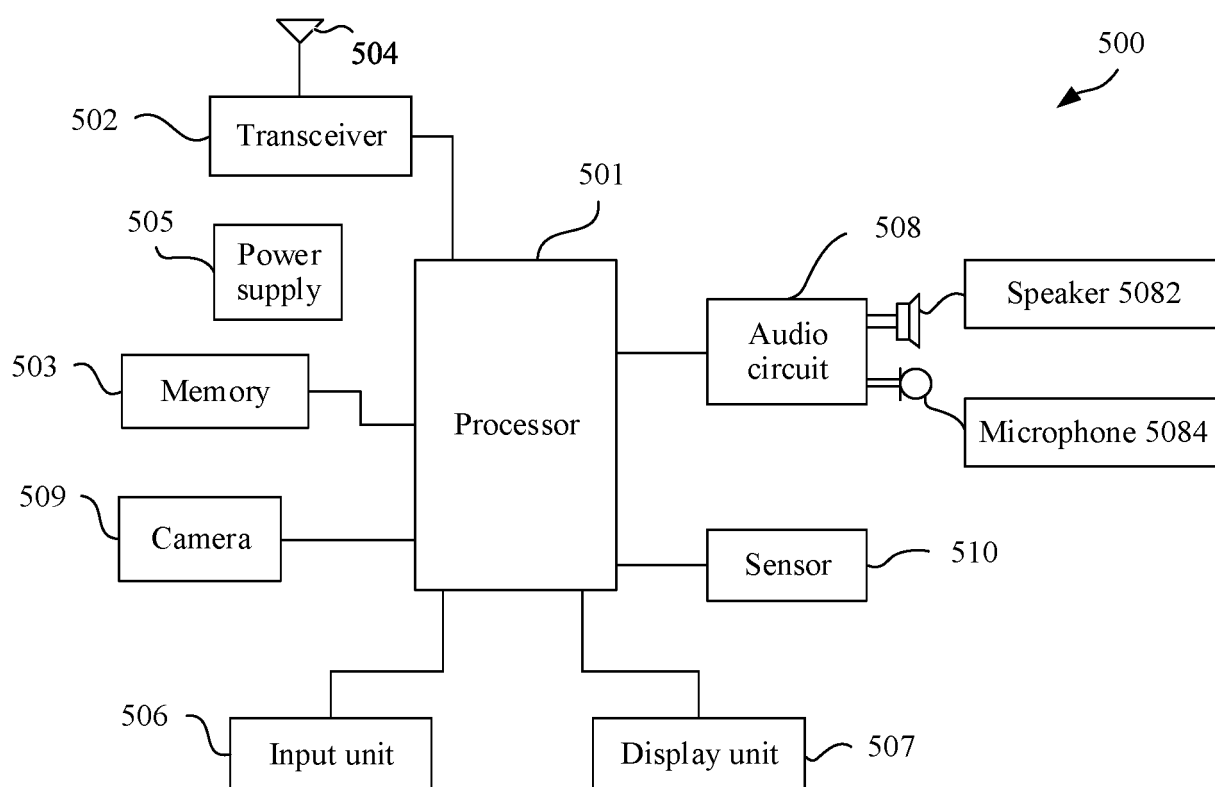 504
500
502
Transceiver
501
505
Power
supply
508
Speaker 5082
Audio
circuit
503
Memory
Processor
Microphone 5084
509
Camera
Sensor
510
506
Input unit
Display unit
507